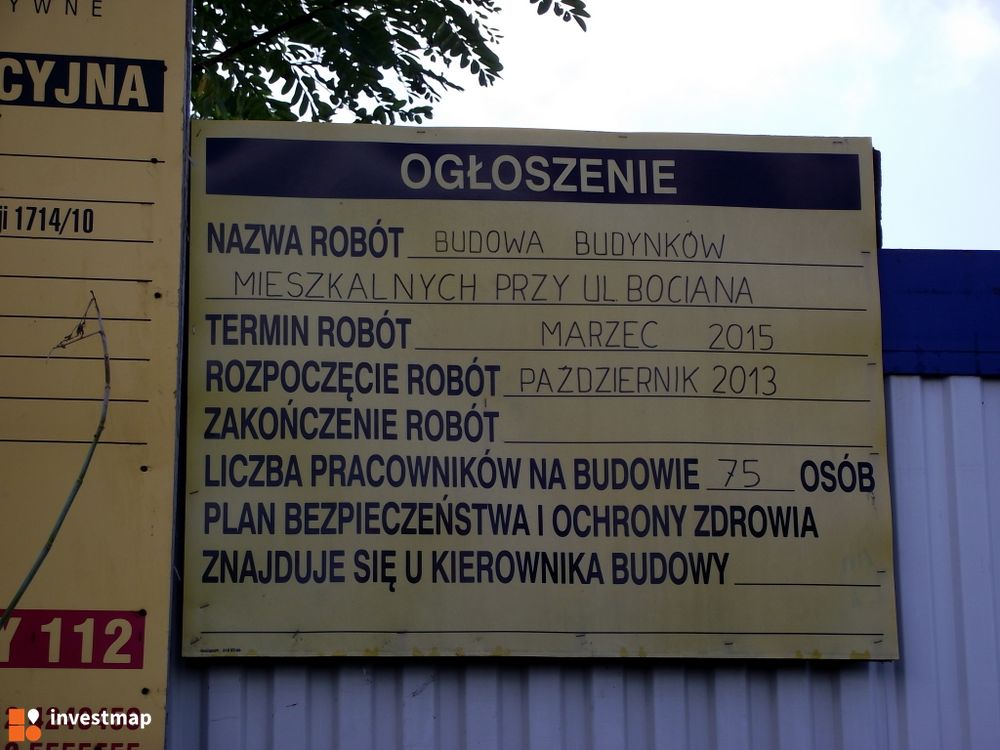 YWNE
CYJNA
ji 1714/10
Y 112
OGŁOSZENIE
NAZWA ROBÓT BUDOWA BUDYNKÓW
MIESZKALNYCH PRZY UL BOCIANA
TERMIN ROBÓT MARZEC 2015
ROZPOCZĘCIE ROBÓT PAŹDZIERNIK 2013
ZAKOŃCZENIE ROBÓT
LICZBA PRACOWNIKÓW NA BUDOWIE 75 OSÓB
PLAN BEZPIECZEŃSTWA I OCHRONY ZDROWIA
ZNAJDUJE SIĘ U KIEROWNIKA BUDOWY
investmap